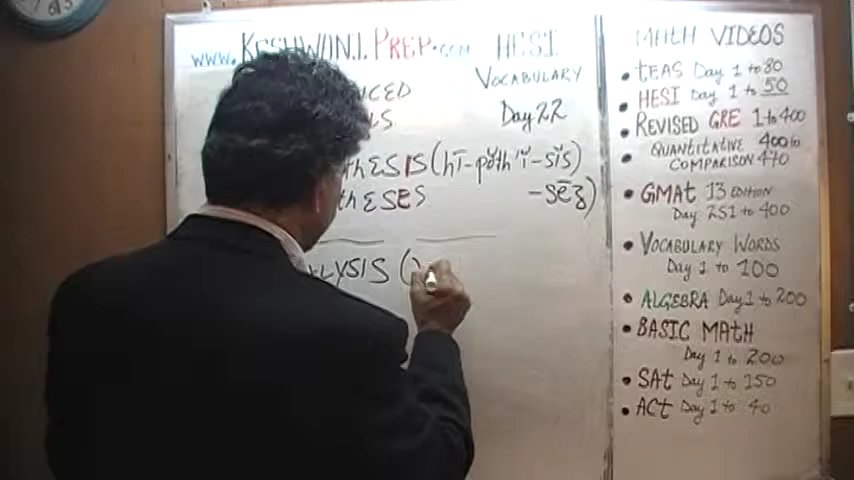 www. KESHWANI PREP.com HESI
VOCABULARY
Day 22
thESIS (hī-pŏth'ĭ-sĭs)
thESES -sēz)
LYSIS (
MATH VIDEOS
• TEAS Day 1 to 80
• HESI Day 1 to 50
• REVISED GRE 1 to 400
• QUANTITATIVE 400 to
COMPARISON 470
• GMAT 13 EDITION
Day 251 to 400
• VOCABULARY WORDS
Day 1 to 100
• ALGEBRA Day 1 to 200
• BASIC MATH
Day 1 to 200
• SAT Day 1 to 150
• ACT Day 1 to 40